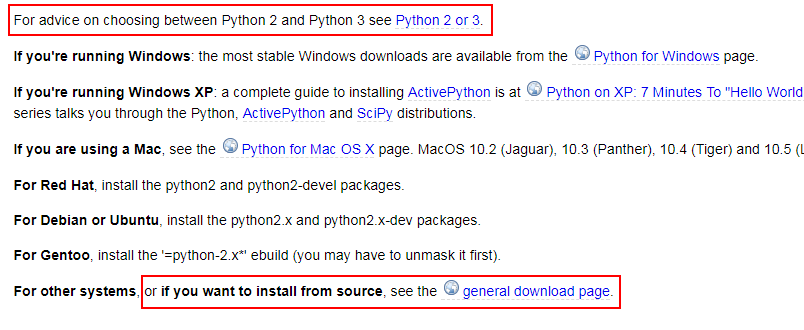 For advice on choosing between Python 2 and Python 3 see Python 2 or 3.
If you're running Windows: the most stable Windows downloads are available from the Python for Windows page.
If you're running Windows XP: a complete guide to installing ActivePython is at Python on XP: 7 Minutes To "Hello World
series talks you through the Python, ActivePython and SciPy distributions.
If you are using a Mac, see the Python for Mac OS X page. MacOS 10.2 (Jaguar), 10.3 (Panther), 10.4 (Tiger) and 10.5 (L
For Red Hat, install the python2 and python2-devel packages.
For Debian or Ubuntu, install the python2.x and python2.x-dev packages.
For Gentoo, install the '=python-2.x*' ebuild (you may have to unmask it first).
For other systems, or if you want to install from source, see the general download page.